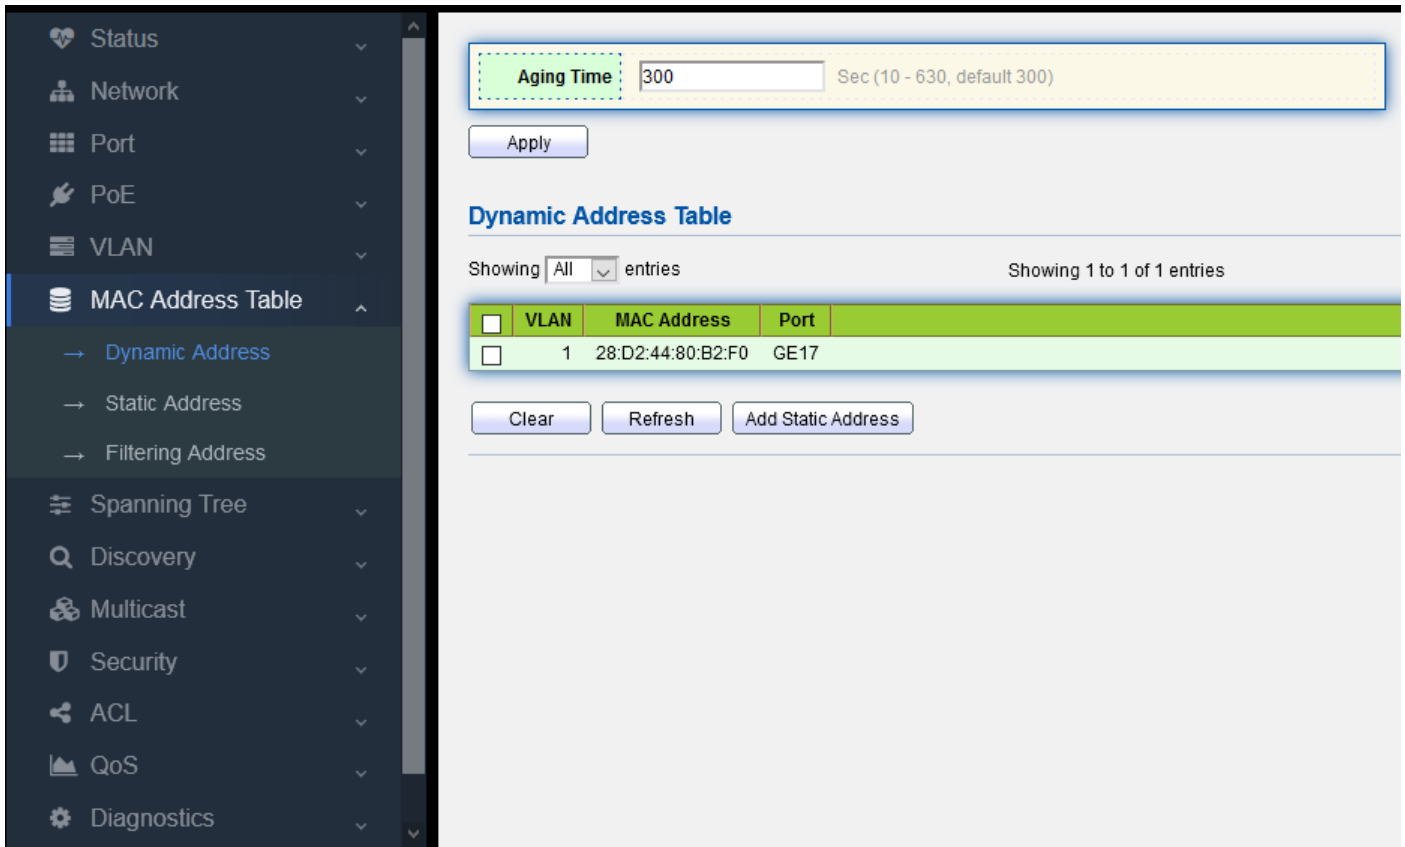 Status
Network
Port
PoE
VLAN
MAC Address Table
→ Dynamic Address
→ Static Address
→ Filtering Address
Spanning Tree
Discovery
Multicast
Security
ACL
QoS
Diagnostics
Aging Time 300 Sec (10 - 630, default 300)
Apply
Dynamic Address Table
Showing All entries Showing 1 to 1 of 1 entries
VLAN MAC Address Port
1 28:D2:44:80:B2:F0 GE17
Clear Refresh Add Static Address